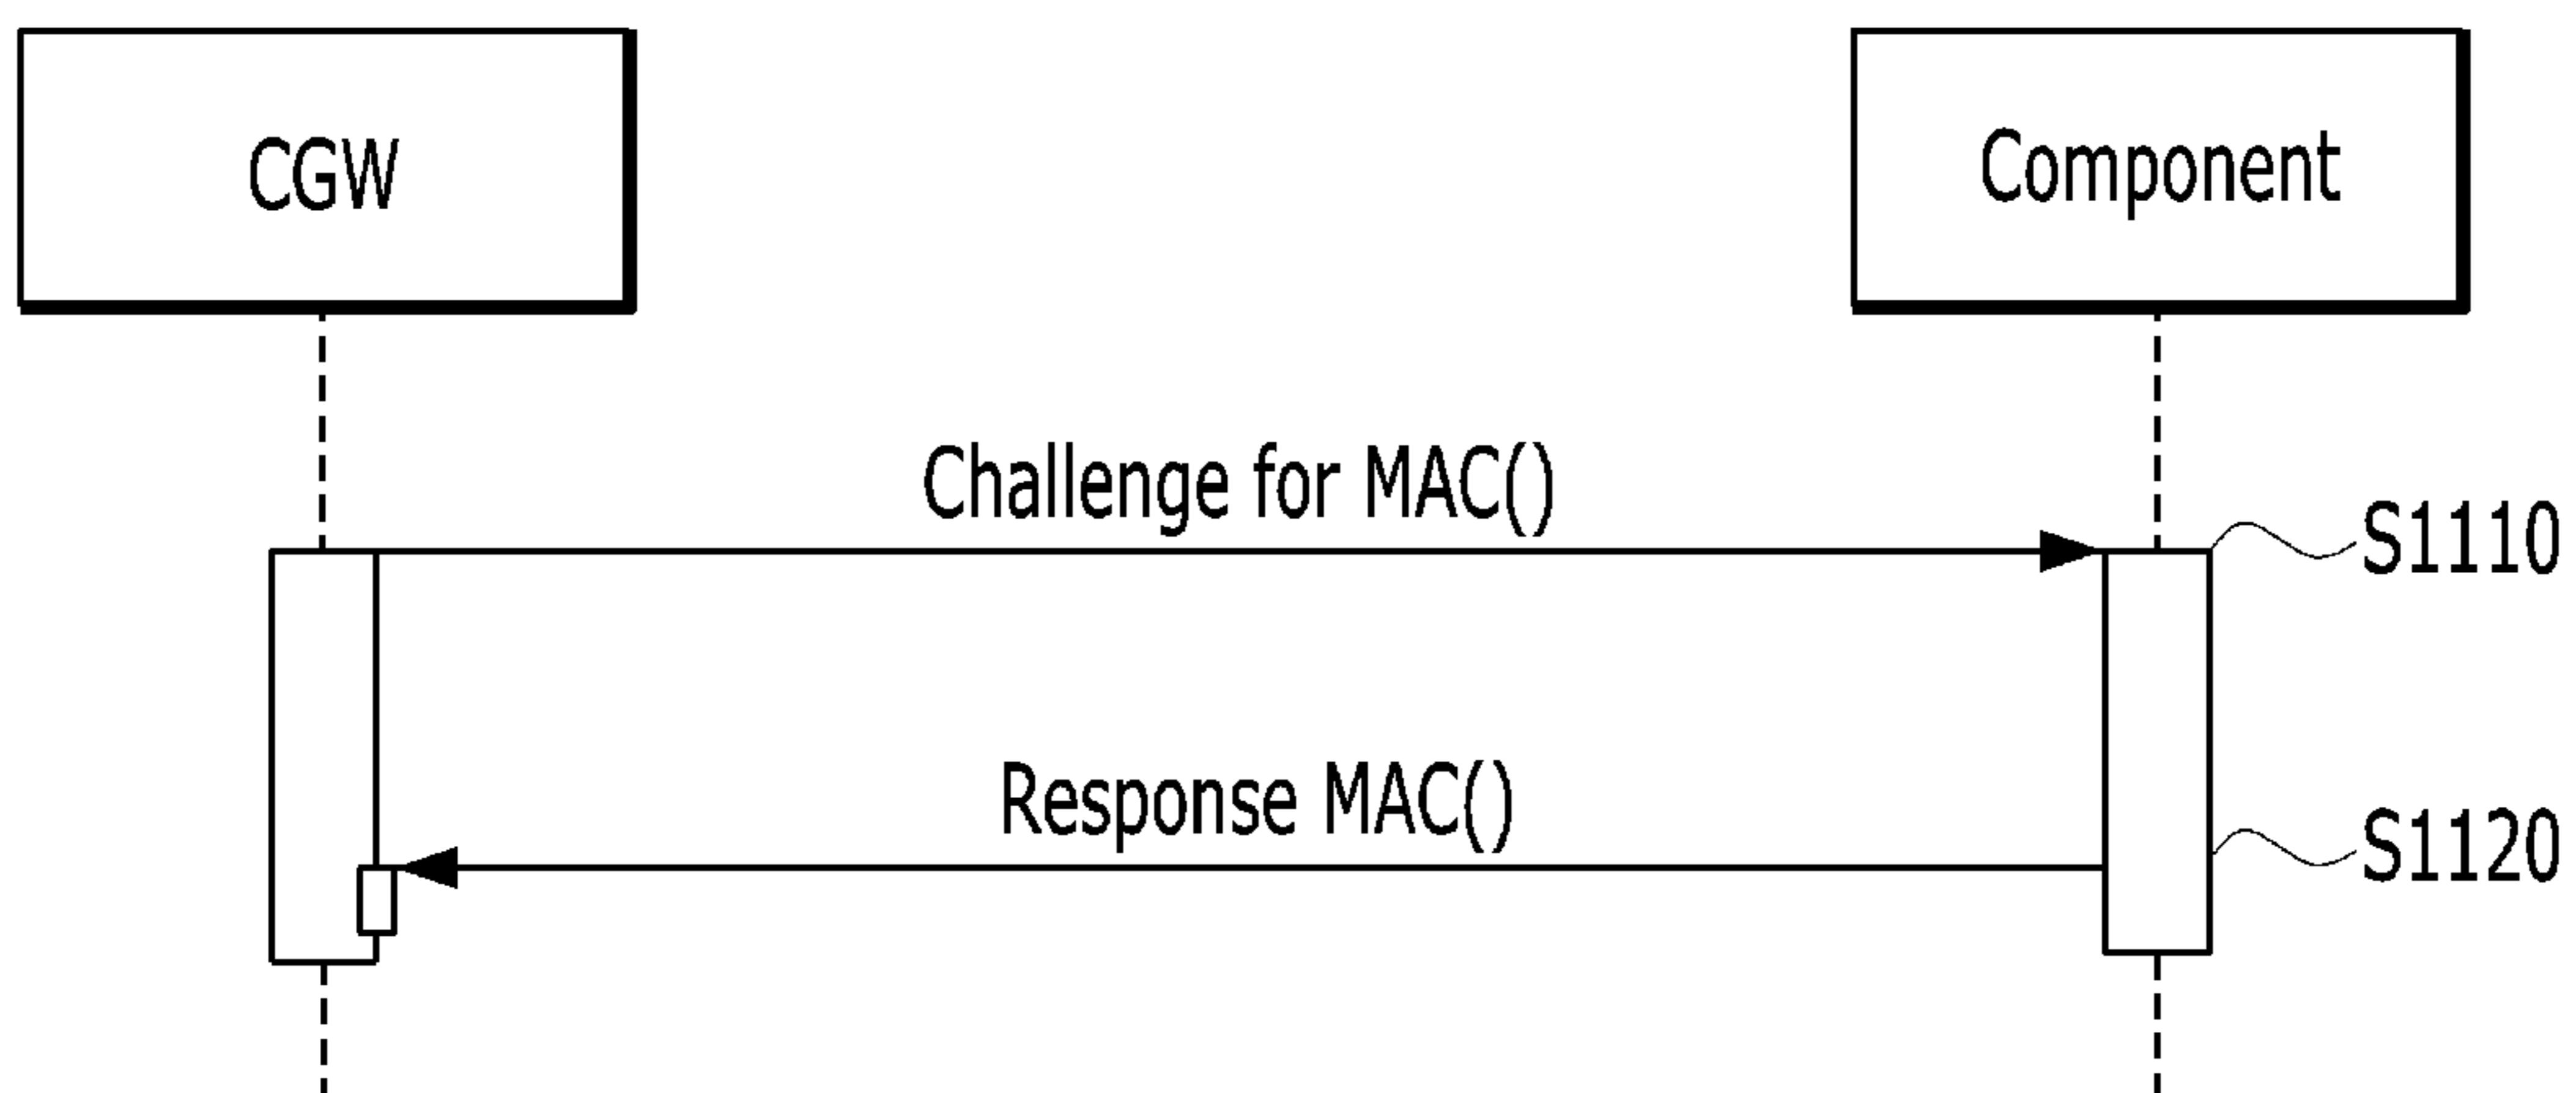 CGW
Component
Challenge for MAC()
S1110
Response MAC()
S1120